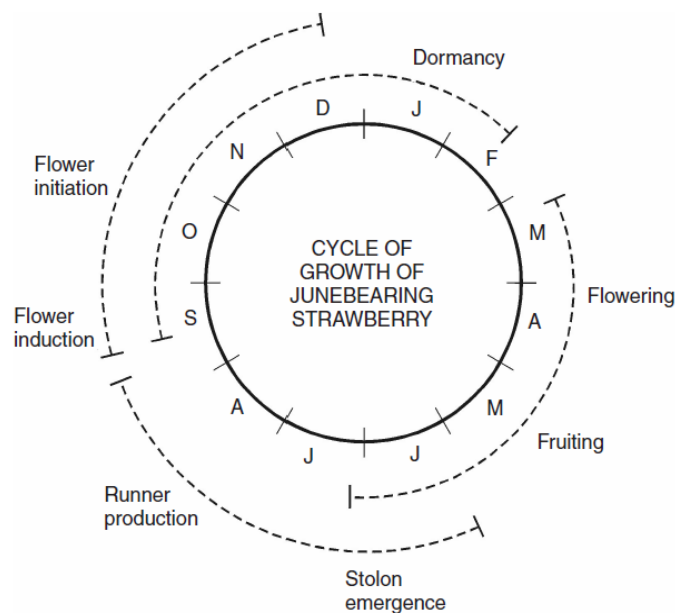 Dormancy
D
J
N
F
Flower
initiation
O
M
CYCLE OF
GROWTH OF
JUNEBEARING
STRAWBERRY
Flowering
Flower
induction
S
A
A
M
Fruiting
J
J
Runner
production
Stolon
emergence